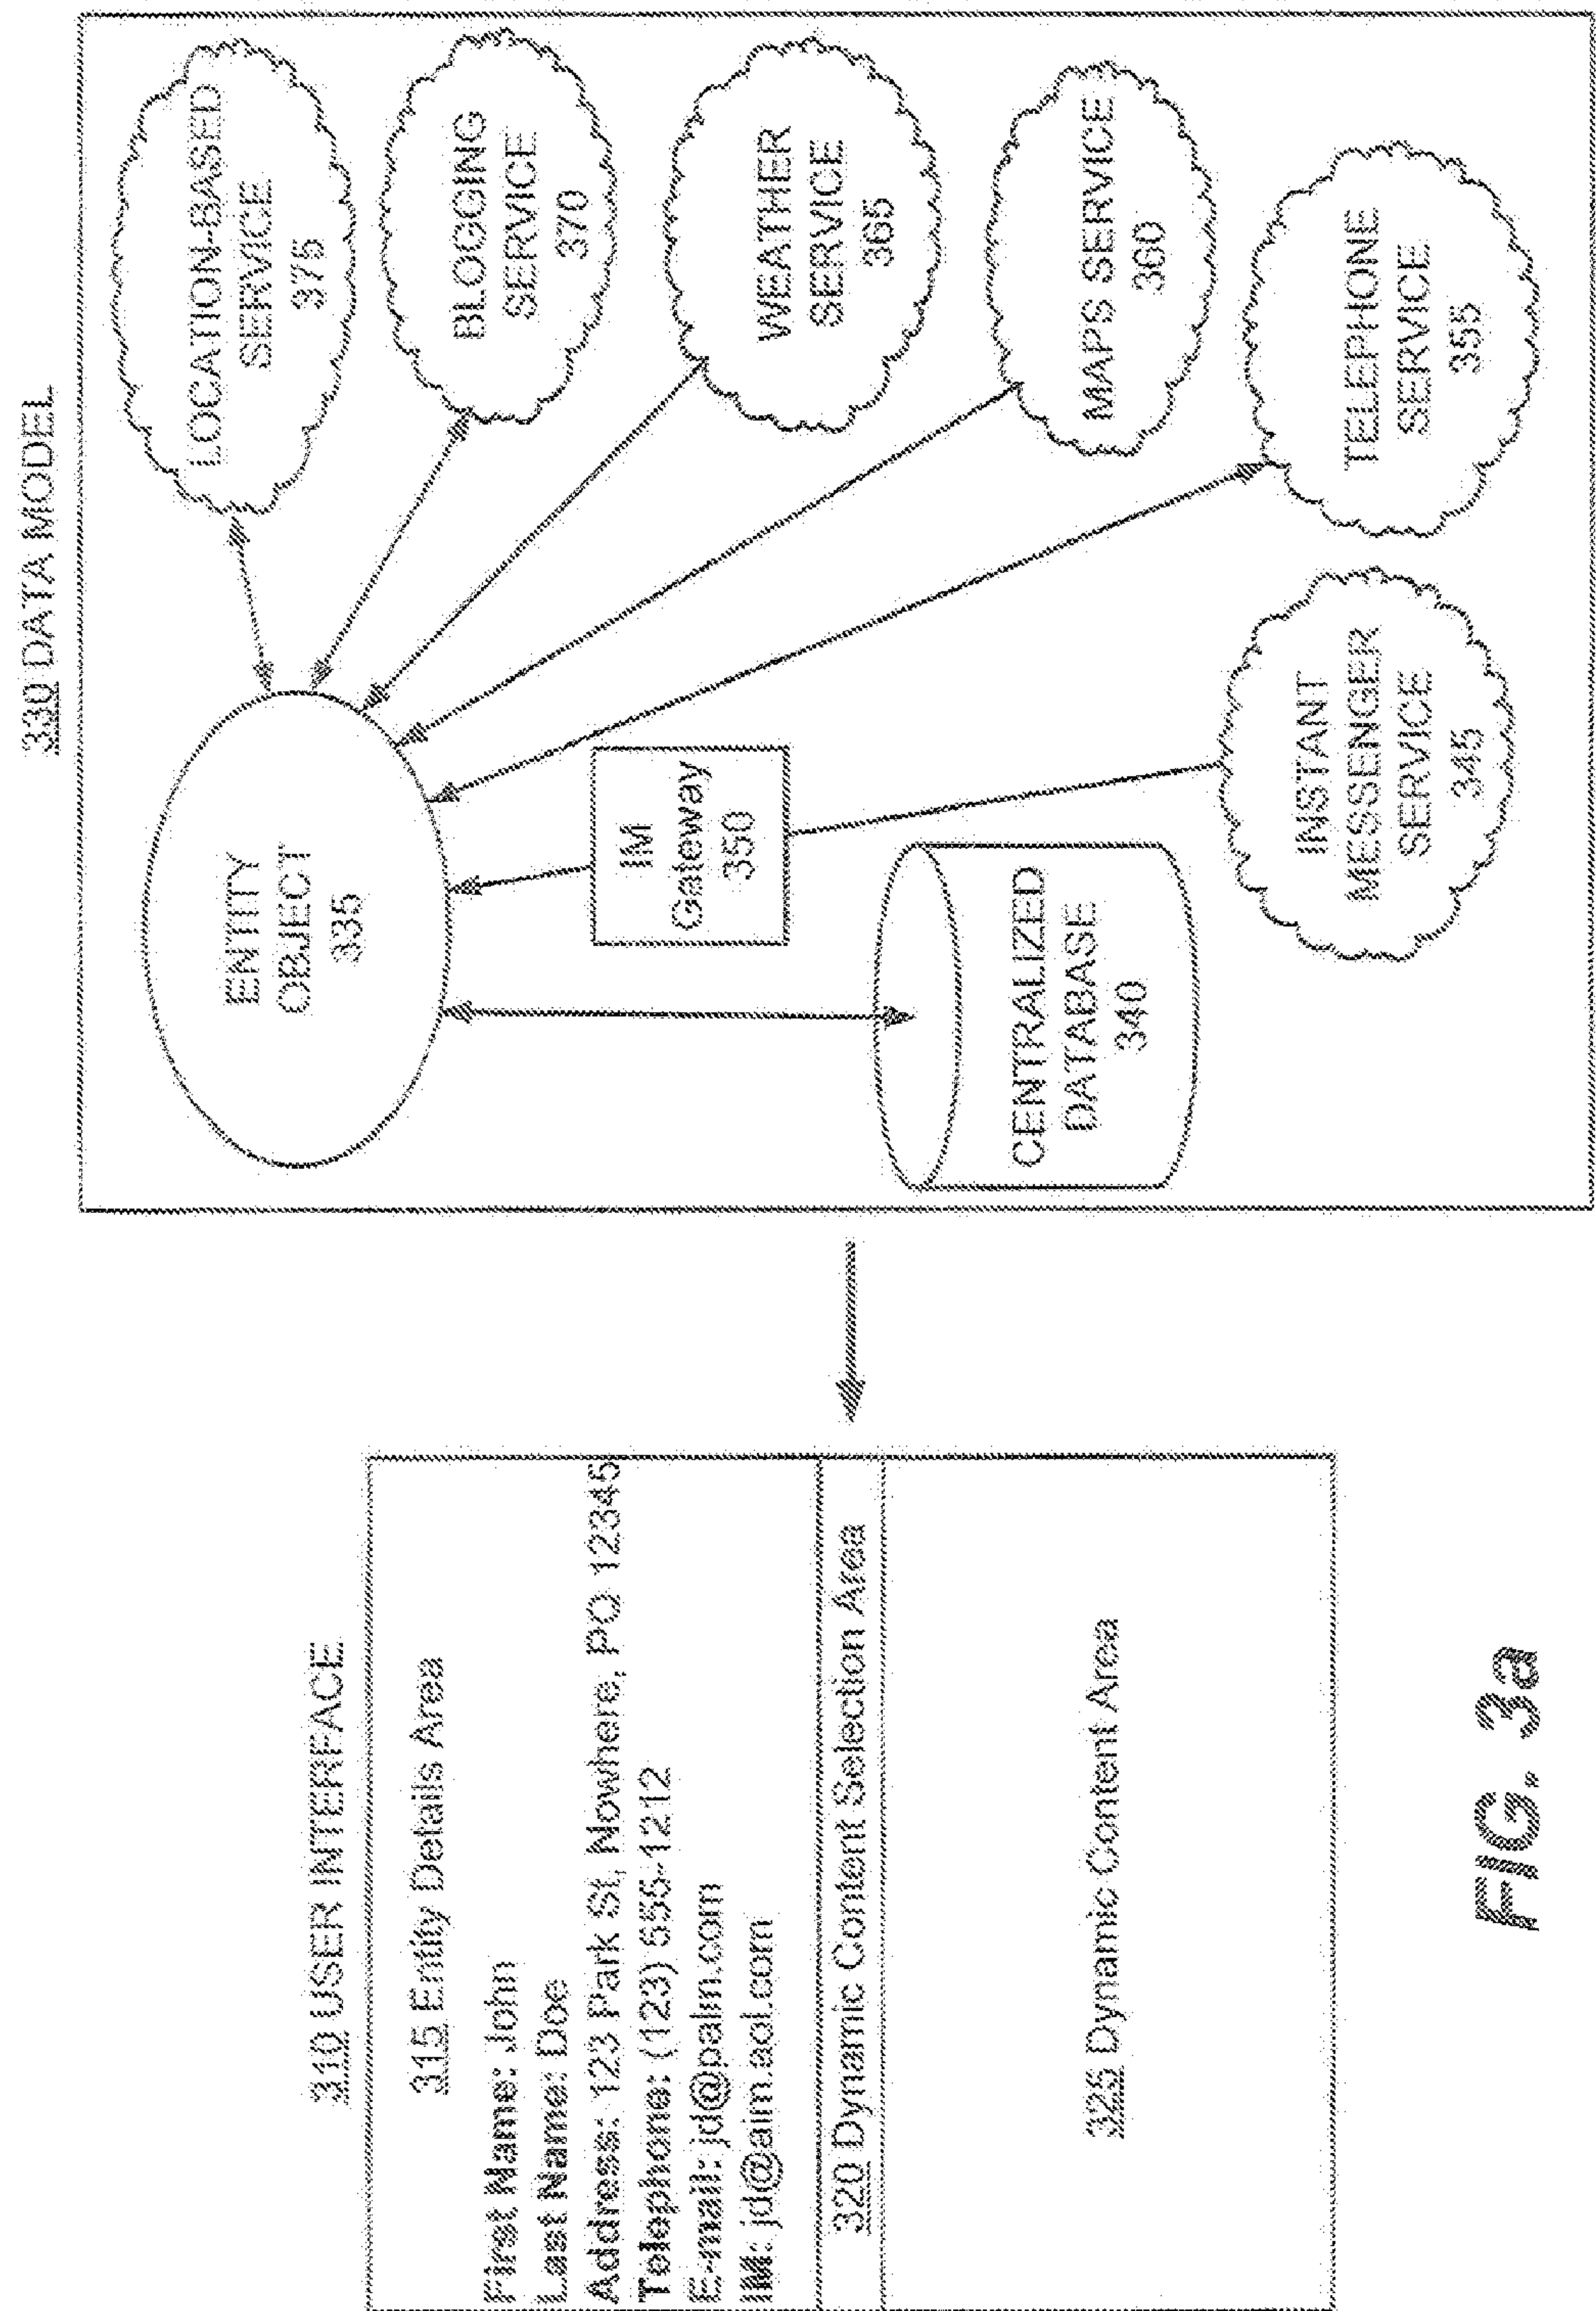 310 USER INTERFACE
315 Entity Details Area
First Name: John
Last Name: Doe
Address: 123 Park St, Nowhere, PO 12345
Telephone: (123) 555-1212
E-mail: jd@palm.com
IM: jd@aim.aol.com
320 Dynamic Content Selection Area
325 Dynamic Content Area
330 DATA MODEL
ENTITY
OBJECT
335
IM
Gateway
350
CENTRALIZED
DATABASE
340
INSTANT
MESSENGER
SERVICE
345
LOCATION-BASED
SERVICE
375
BLOGGING
SERVICE
370
WEATHER
SERVICE
365
MAPS SERVICE
360
TELEPHONE
SERVICE
355
FIG. 3a